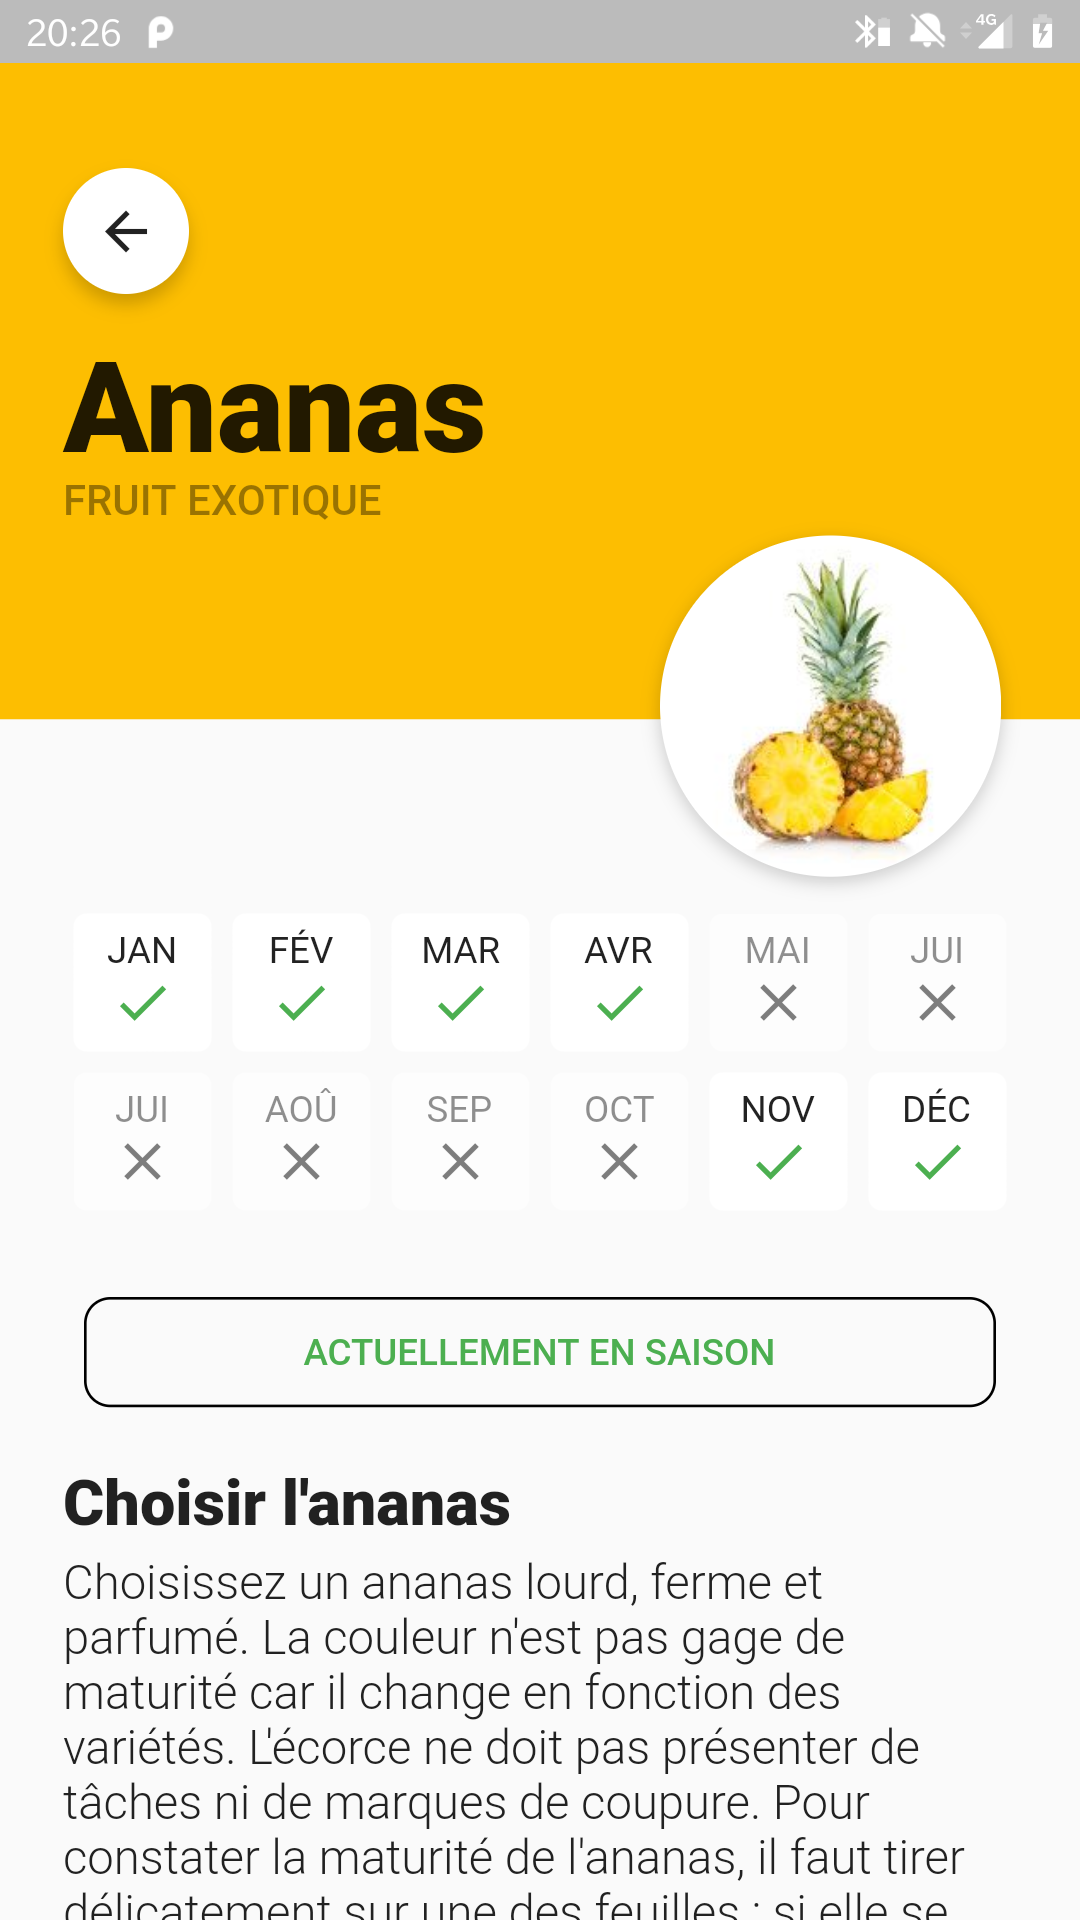 20:26
4G
Ananas
FRUIT EXOTIQUE
JAN FÉV MAR AVR MAI JUI
JUI AOÛ SEP OCT NOV DÉC
ACTUELLEMENT EN SAISON
Choisir l'ananas
Choisissez un ananas lourd, ferme et
parfumé. La couleur n'est pas gage de
maturité car il change en fonction des
variétés. L'écorce ne doit pas présenter de
tâches ni de marques de coupure. Pour
constater la maturité de l'ananas, il faut tirer
délicatement sur une des feuilles : si elle se